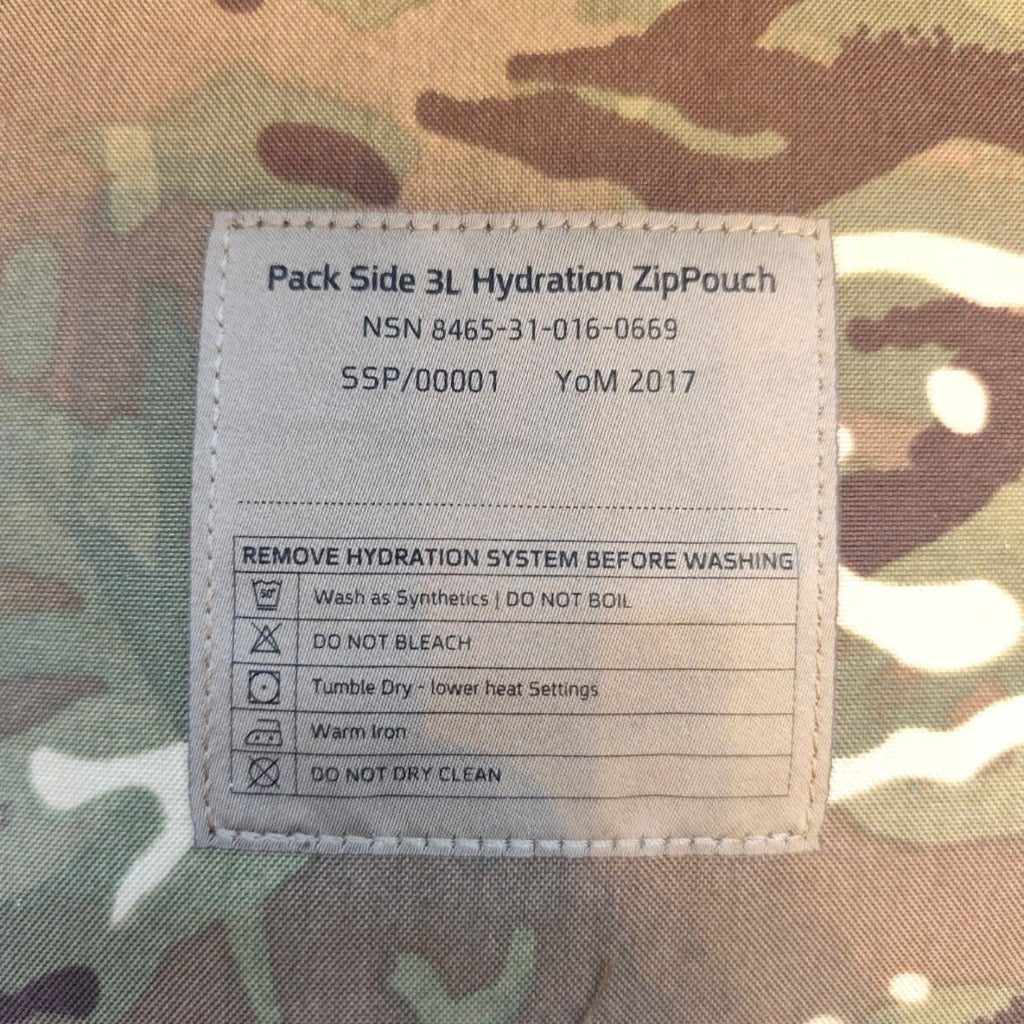 Pack Side 3L Hydration ZipPouch
NSN 8465-31-016-0669
SSP/00001 YoM 2017
REMOVE HYDRATION SYSTEM BEFORE WASHING
50° Wash as Synthetics | DO NOT BOIL
DO NOT BLEACH
Tumble Dry - lower heat Settings
Warm Iron
DO NOT DRY CLEAN